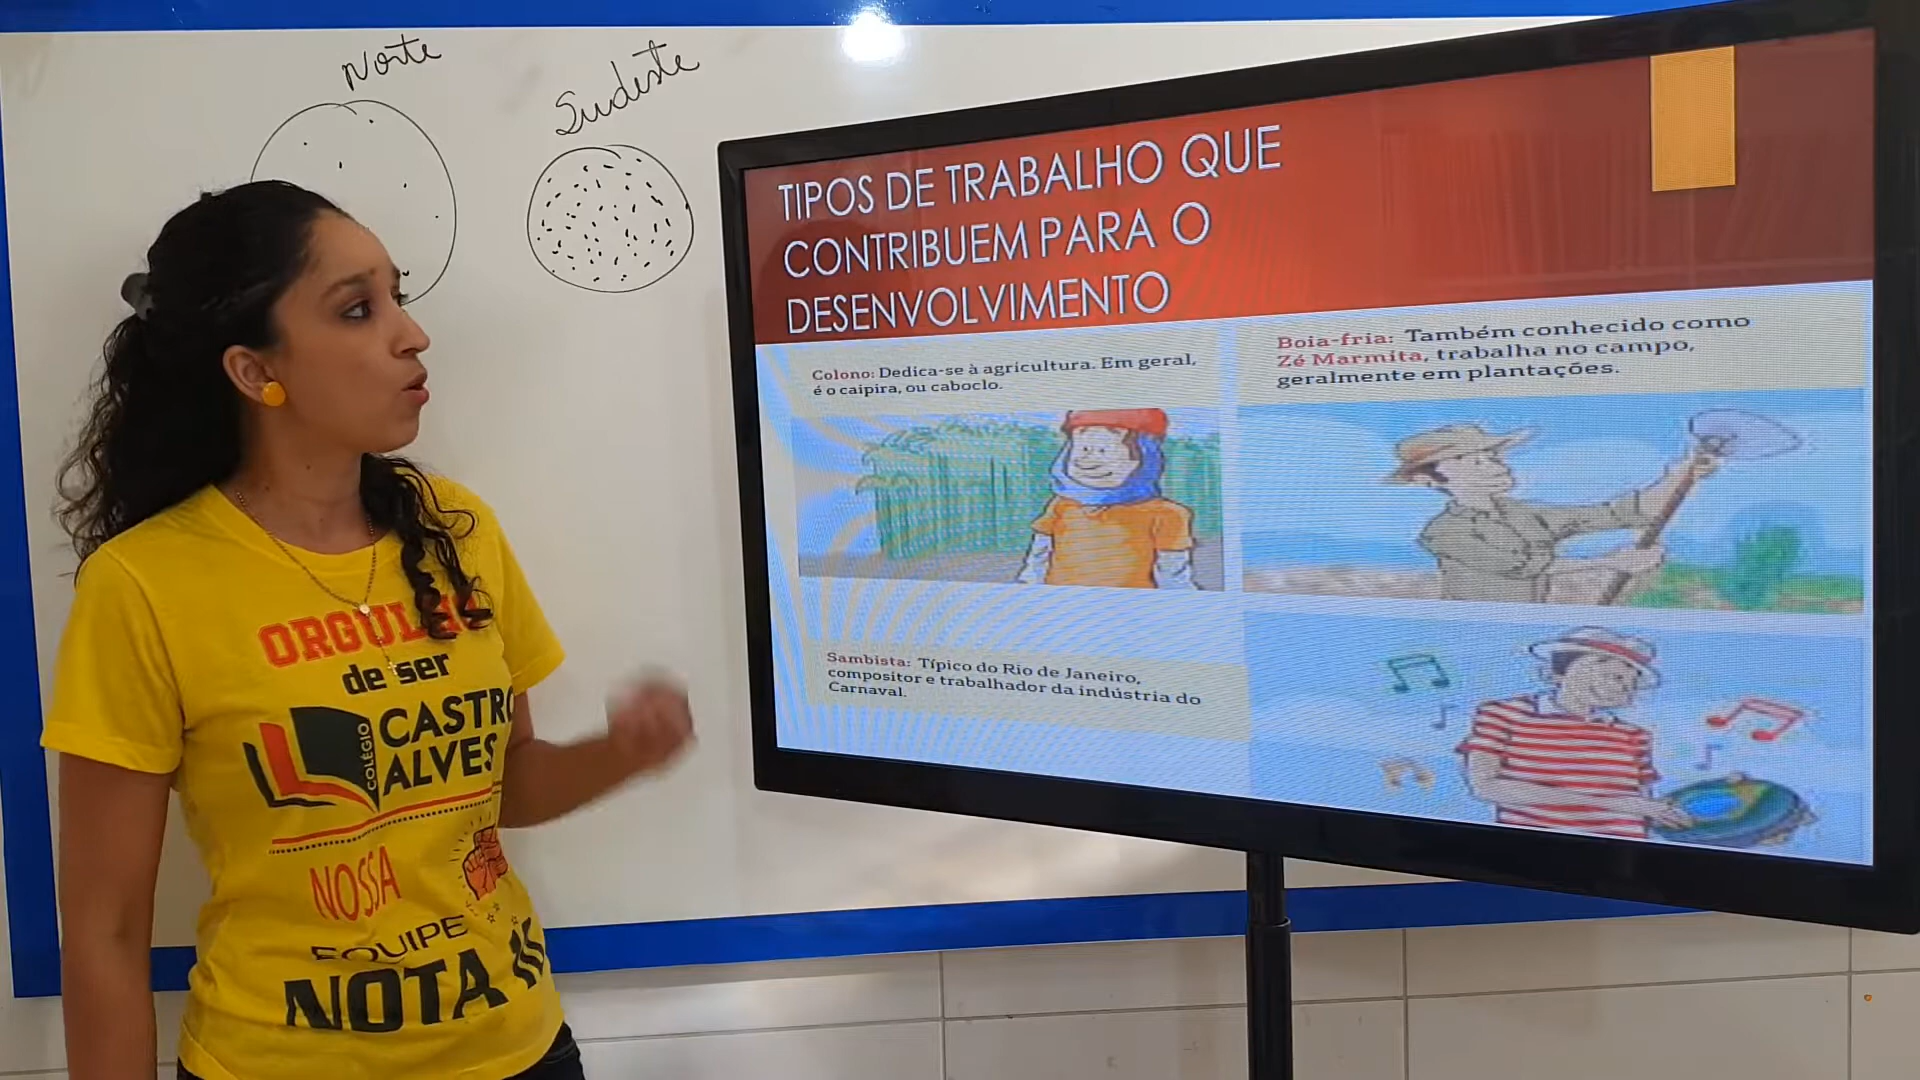 Norte
Sudeste
TIPOS DE TRABALHO QUE
CONTRIBUEM PARA O
DESENVOLVIMENTO
Colono: Dedica-se à agricultura. Em geral,
é o caipira, ou caboclo.
Boia-fria: Também conhecido como
Zé Marmita, trabalha no campo,
geralmente em plantações.
Sambista: Típico do Rio de Janeiro,
compositor e trabalhador da indústria do
Carnaval.
de ser
COLÉGIO
CASTRO
ALVES
NOSSA
EQUIPE
NOTA